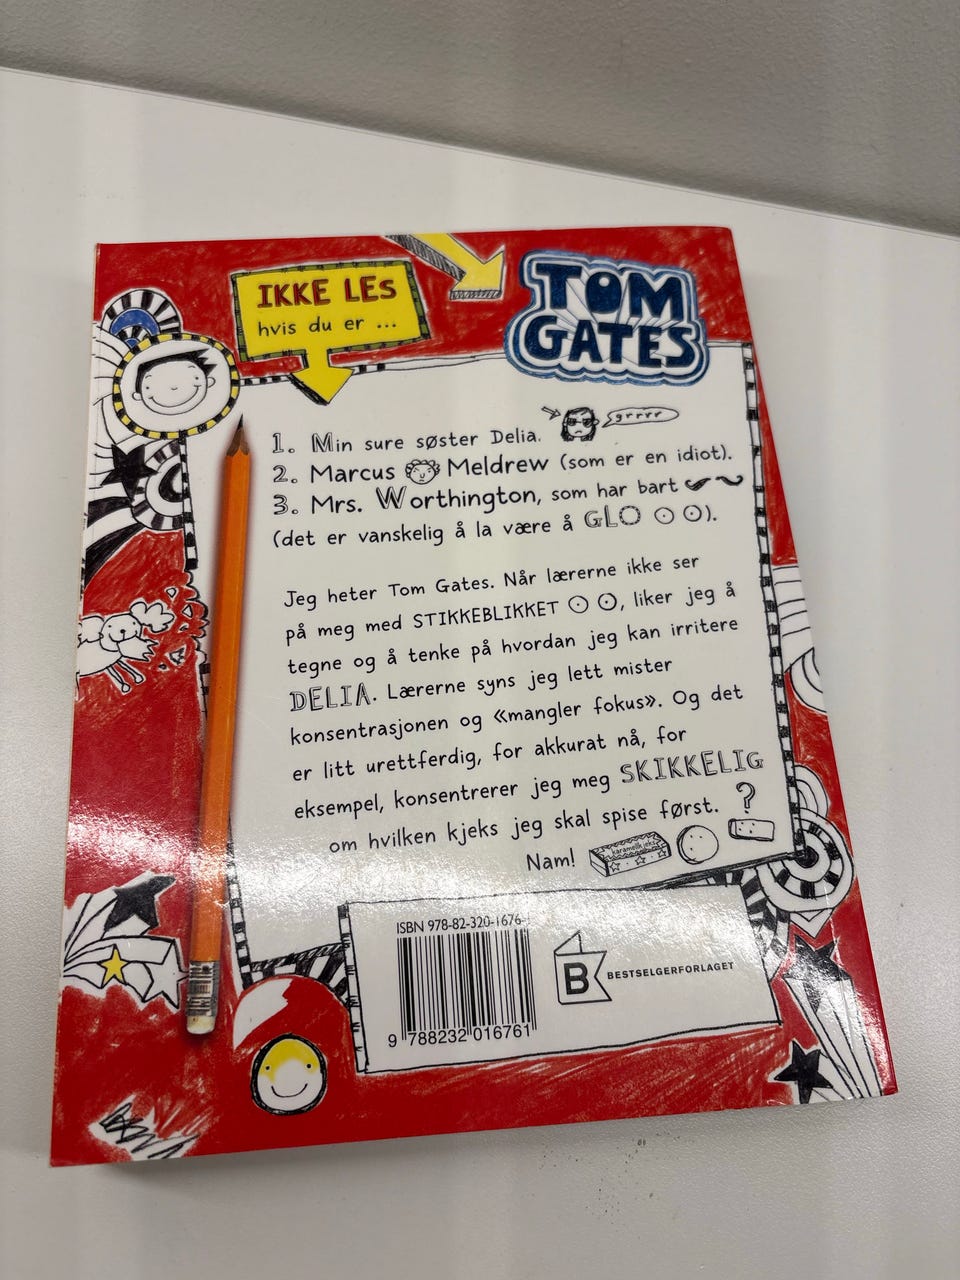 IKKE LES
hvis du er ...
TOM
GATES
1. Min sure søster Delia.
grrrr
2. Marcus Meldrew (som er en idiot).
3. Mrs. Worthington, som har bart
(det er vanskelig å la være å GLO).
Jeg heter Tom Gates. Når lærerne ikke ser
på meg med STIKKEBLIKKET, liker jeg å
tegne og å tenke på hvordan jeg kan irritere
DELIA. Lærerne syns jeg lett mister
konsentrasjonen og «mangler fokus». Og det
er litt urettferdig, for akkurat nå, for
eksempel, konsentrerer jeg meg SKIKKELIG
om hvilken kjeks jeg skal spise først. ?
Nam!
karamellkjeks
ISBN 978-82-320-1676-
B BESTSELGERFORLAGET
9 788232 016761